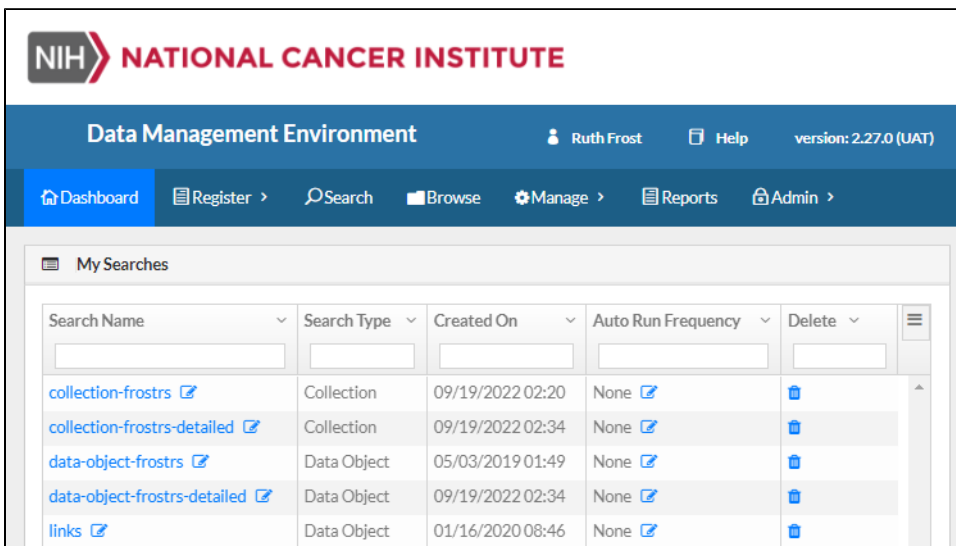 NIH NATIONAL CANCER INSTITUTE
Data Management Environment Ruth Frost Help version: 2.27.0 (UAT)
Dashboard Register > Search Browse Manage > Reports Admin >
My Searches
Search Name Search Type Created On Auto Run Frequency Delete
collection-frostrs Collection 09/19/2022 02:20 None
collection-frostrs-detailed Collection 09/19/2022 02:34 None
data-object-frostrs Data Object 05/03/2019 01:49 None
data-object-frostrs-detailed Data Object 09/19/2022 02:34 None
links Data Object 01/16/2020 08:46 None